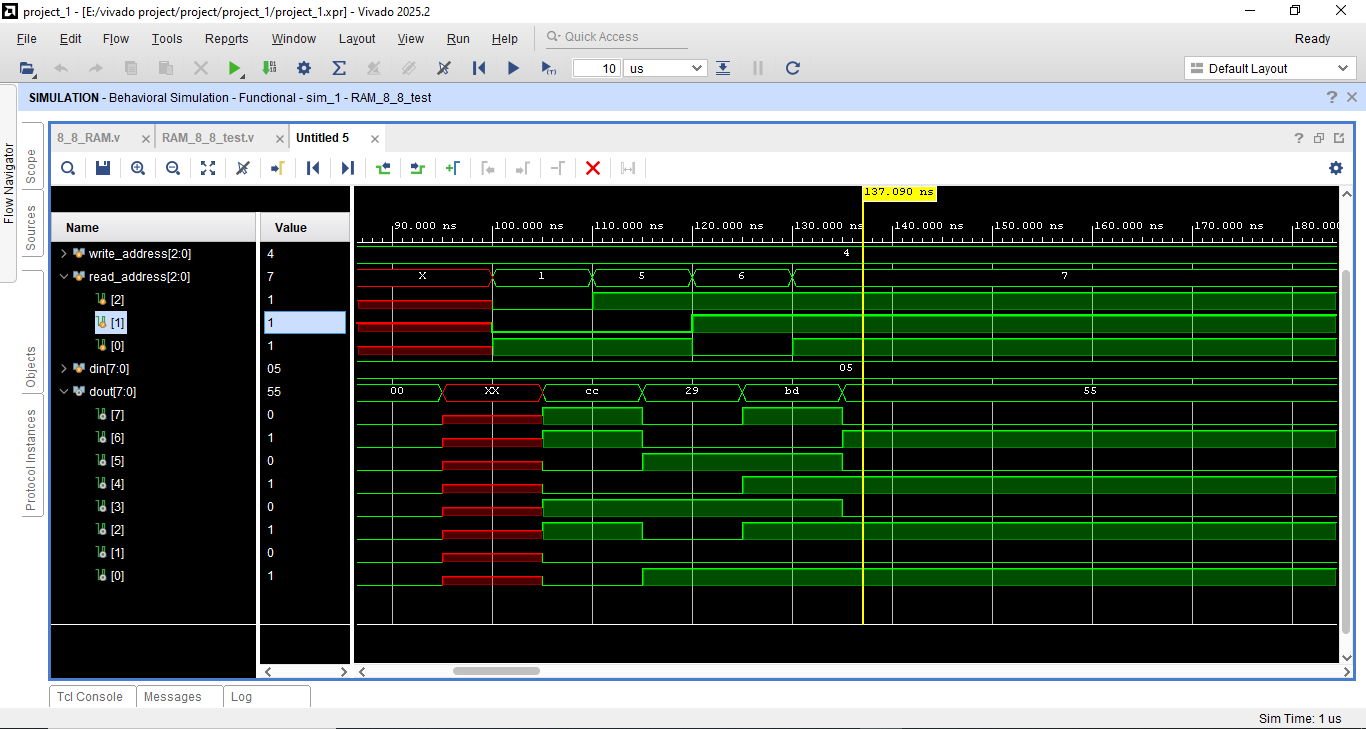 project_1 - [E:/vivado project/project/project_1/project_1.xpr] - Vivado 2025.2
File Edit Flow Tools Reports Window Layout View Run Help Quick Access Ready
10 us Default Layout
SIMULATION - Behavioral Simulation - Functional - sim_1 - RAM_8_8_test
Flow Navigator
Scope
Sources
Objects
Protocol Instances
8_8_RAM.v RAM_8_8_test.v Untitled 5
137.090 ns
Name Value
90.000 ns 100.000 ns 110.000 ns 120.000 ns 130.000 ns 140.000 ns 150.000 ns 160.000 ns 170.000 ns 180.000
write_address[2:0] 4 4
read_address[2:0] 7 X 1 5 6 7
[2] 1
[1] 1
[0] 1
din[7:0] 05 05
dout[7:0] 55 00 XX cc 29 bd 55
[7] 0
[6] 1
[5] 0
[4] 1
[3] 0
[2] 1
[1] 0
[0] 1
Tcl Console Messages Log
Sim Time: 1 us